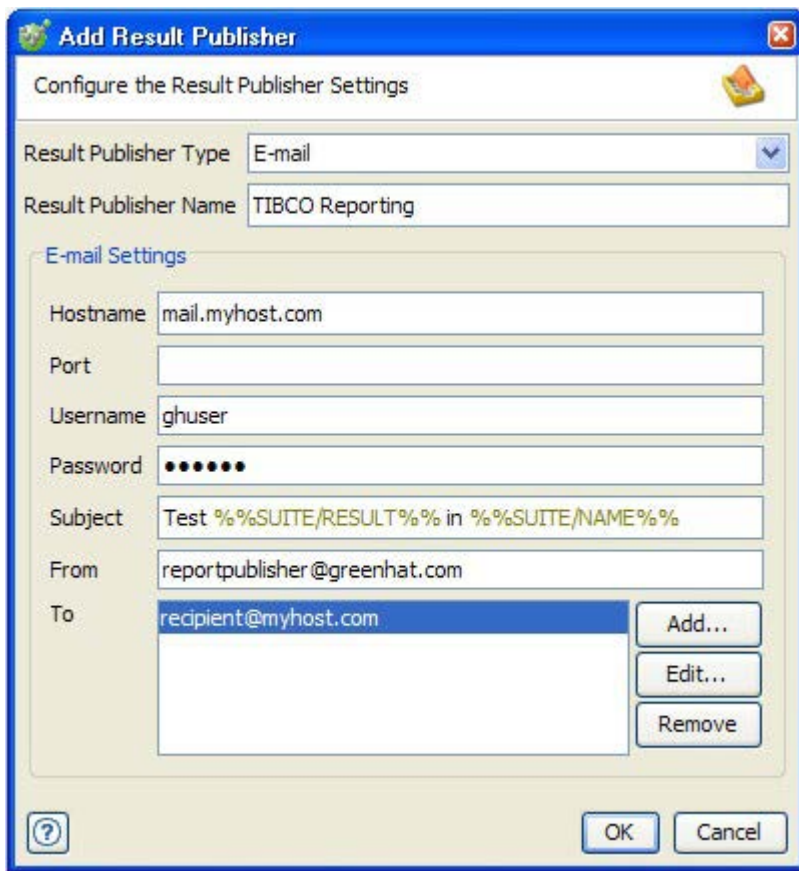 Add Result Publisher
Configure the Result Publisher Settings
Result Publisher Type E-mail
Result Publisher Name TIBCO Reporting
E-mail Settings
Hostname mail.myhost.com
Port
Username ghuser
Password ●●●●●●
Subject Test %%SUITE/RESULT%% in %%SUITE/NAME%%
From reportpublisher@greenhat.com
To recipient@myhost.com
Add...
Edit...
Remove
? OK Cancel